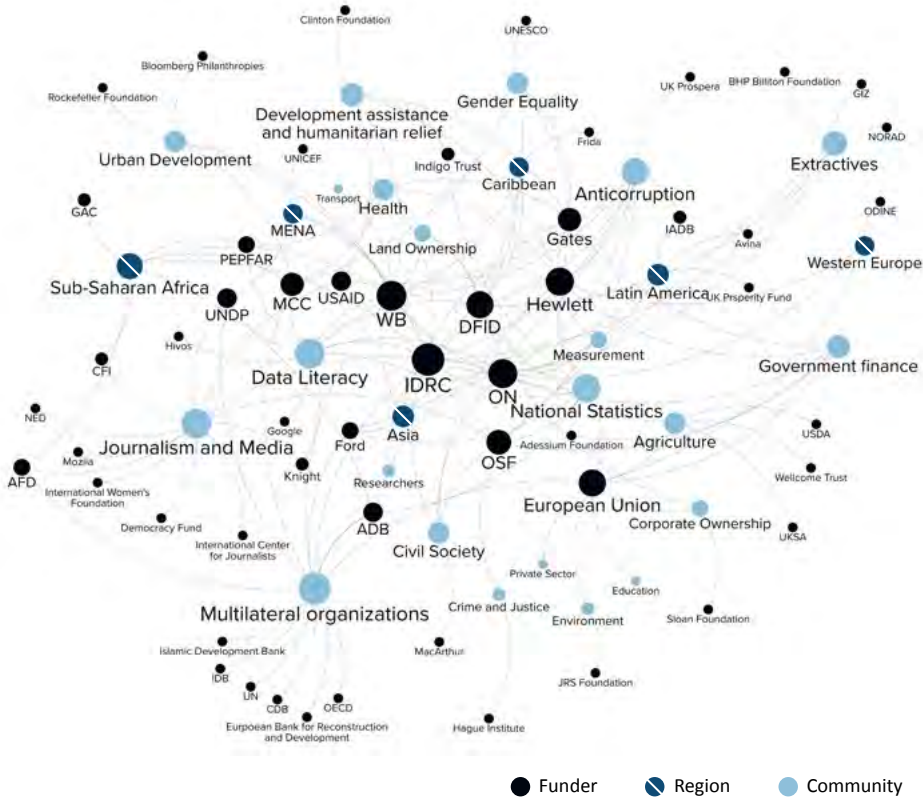 Clinton Foundation
UNESCO
Bloomberg Philanthropies
Rockefeller Foundation
Development assistance
and humanitarian relief
Gender Equality
UK Prospera
BHP Billiton Foundation
GIZ
NORAD
Urban Development
UNICEF
Indigo Trust
Frida
Caribbean
Anticorruption
Extractives
Transport
Health
GAC
MENA
Land Ownership
Gates
IADB
Avina
ODINE
Western Europe
PEPFAR
Sub-Saharan Africa
UNDP
MCC
USAID
WB
DFID
Hewlett
Latin America
UK Prsperity Fund
Hivos
CFI
Data Literacy
IDRC
ON
Measurement
Government finance
National Statistics
NED
Journalism and Media
Google
Ford
Asia
OSF
Adessium Foundation
Agriculture
USDA
Mozila
AFD
International Women's
Foundation
Knight
Researchers
European Union
Wellcome Trust
Democracy Fund
International Center
for Journalists
ADB
Civil Society
Corporate Ownership
UKSA
Private Sector
Education
Multilateral organizations
Crime and Justice
Environment
Sloan Foundation
Islamic Development Bank
IDB
UN
CDB
OECD
Eurpoean Bank for Reconstruction
and Development
MacArthur
JRS Foundation
Hague Institute
Funder
Region
Community